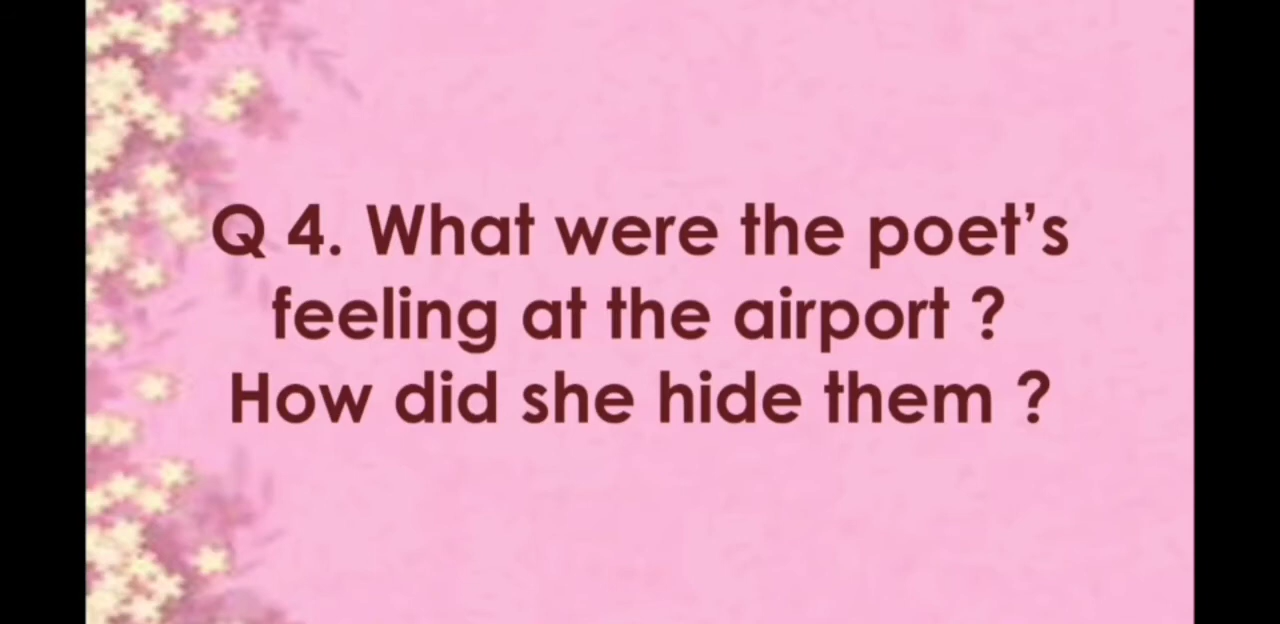 Q 4. What were the poet’s
feeling at the airport ?
How did she hide them ?